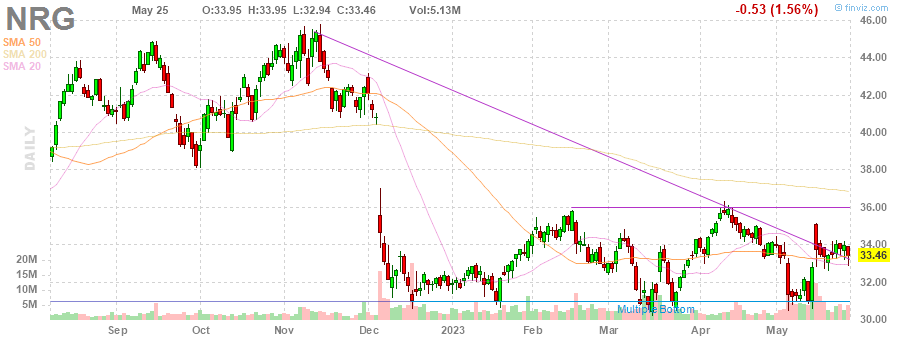 NRG May 25 O:33.95 H:33.95 L:32.94 C:33.46 Vol:5.13M -0.53 (1.56%) © finviz.com
SMA 50
SMA 200
SMA 20
DAILY
46.00
44.00
42.00
40.00
38.00
36.00
34.00
33.46
32.00
30.00
20M
15M
10M
5M
Multiple Bottom
Sep Oct Nov Dec 2023 Feb Mar Apr May